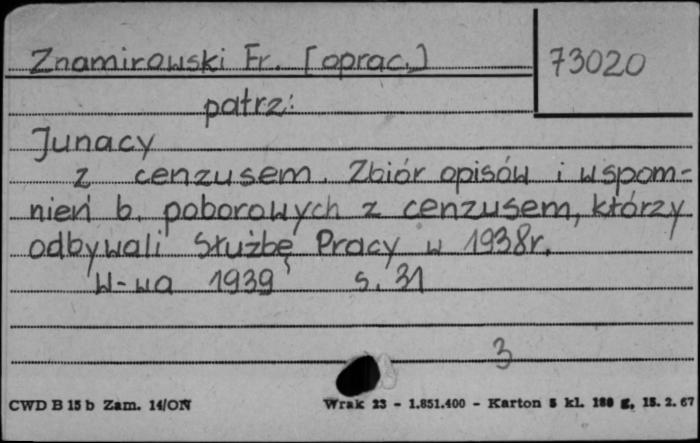 Znamirowski Fr. [oprac.]
73020
patrz:
Junacy
z cenzusem. Zbiór opisów i wspom=
nień b. poborowych z cenzusem, którzy
odbywali Służbę Pracy w 1938r.
W-wa 1939 s. 31
3
CWD B 15 b Zam. 14/ON
Wrak 23 - 1.851.400 - Karton 5 kl. 180 g. 15. 2. 67